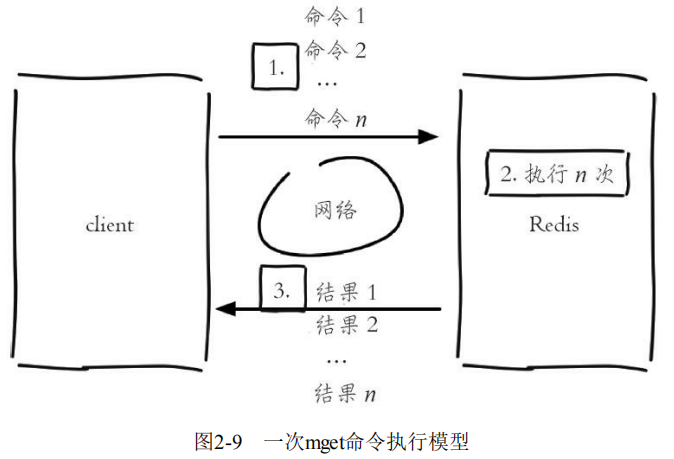 命令 1
命令 2
1.
…
命令 n
2. 执行 n 次
client
网络
Redis
3.
结果 1
结果 2
…
结果 n
图2-9 一次mget命令执行模型